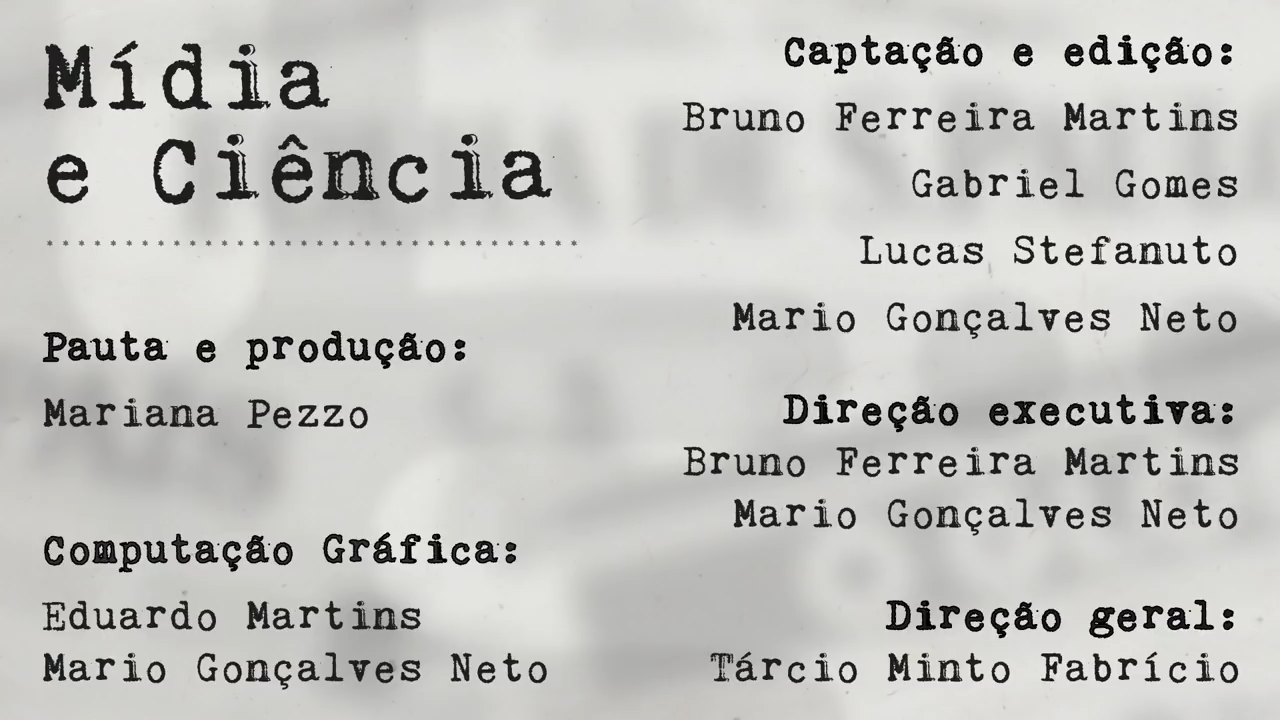 Mídia
e Ciência
Pauta e produção:
Mariana Pezzo
Computação Gráfica:
Eduardo Martins
Mario Gonçalves Neto
Captação e edição:
Bruno Ferreira Martins
Gabriel Gomes
Lucas Stefanuto
Mario Gonçalves Neto
Direção executiva:
Bruno Ferreira Martins
Mario Gonçalves Neto
Direção geral:
Tárcio Minto Fabrício